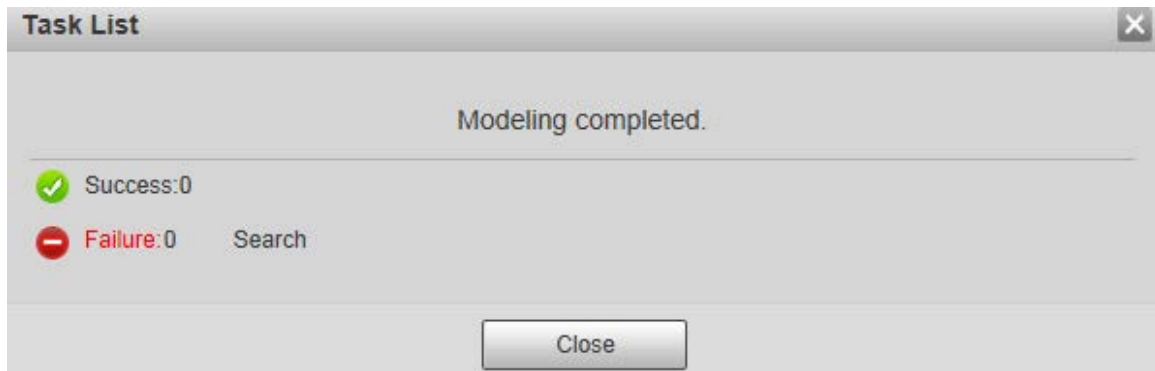 Task List
Modeling completed.
Success:0
Failure:0 Search
Close